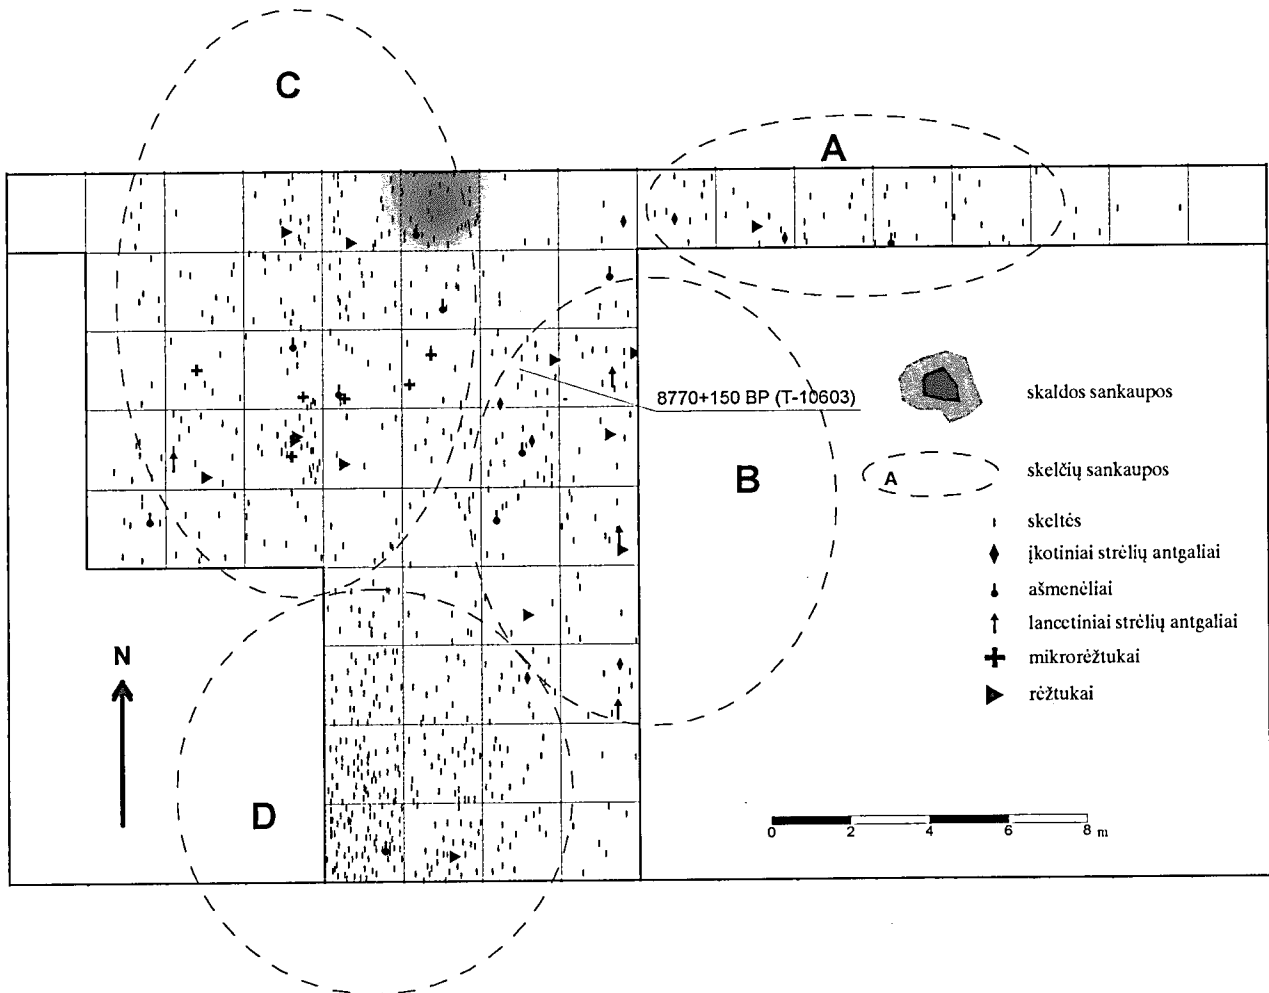 C
A
8770+150 BP (T-10603)
skaldos sankaupos
B
A
skelčių sankaupos
skeltės
įkotiniai strėlių antgaliai
ašmenėliai
lancetiniai strėlių antgaliai
N
mikrorėžtukai
rėžtukai
D
0 2 4 6 8 m